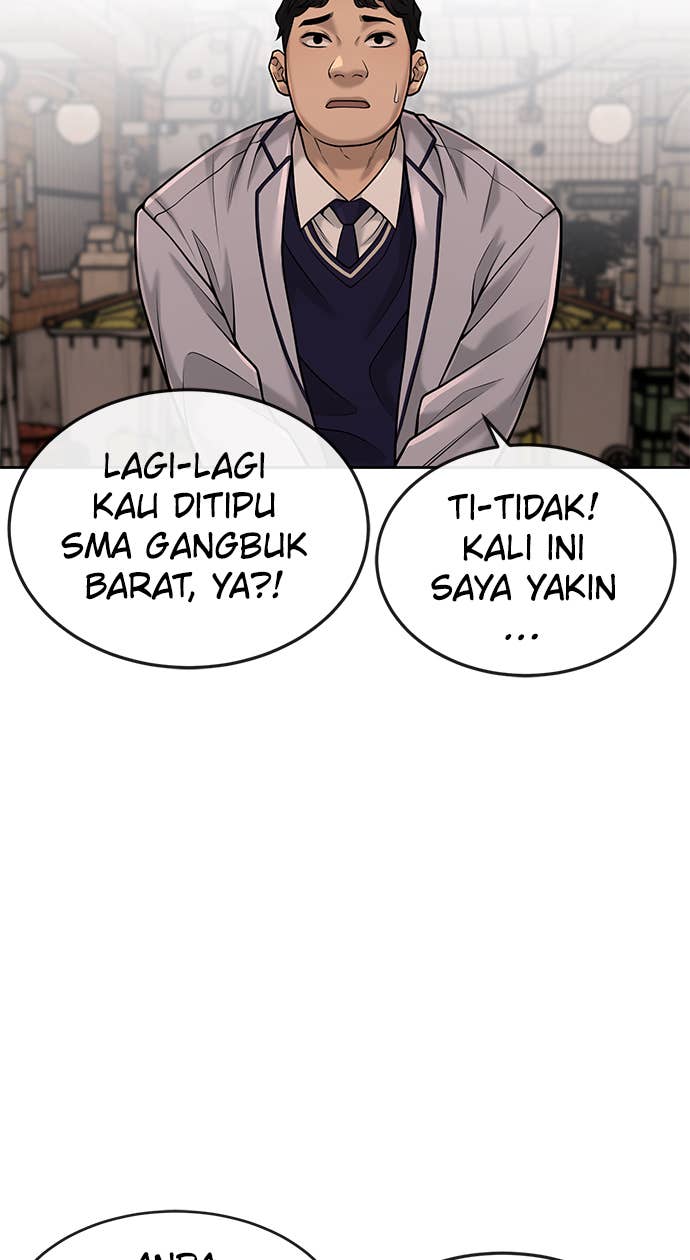 LAGI-LAGI
KAU DITIPU
SMA GANGBUK
BARAT, YA?!
TI-TIDAK!
KALI INI
SAYA YAKIN
...